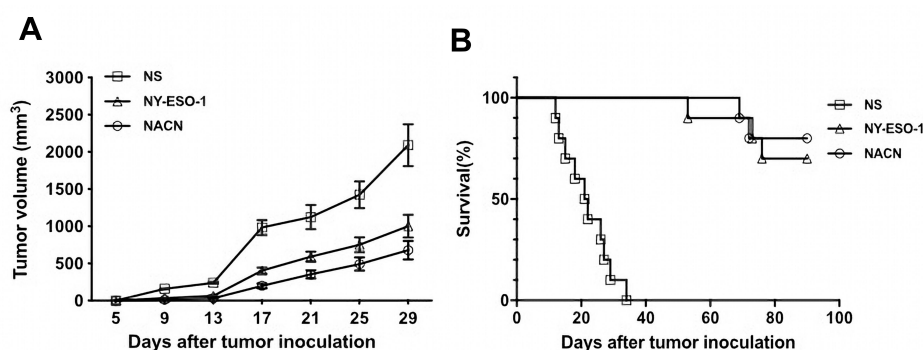 A
NS
NY-ESO-1
NACN
Tumor volume (mm³)
3000
2500
2000
1500
1000
500
0
5 9 13 17 21 25 29
Days after tumor inoculation
B
NS
NY-ESO-1
NACN
Survival(%)
100
50
0
0 20 40 60 80 100
Days after tumor inoculation